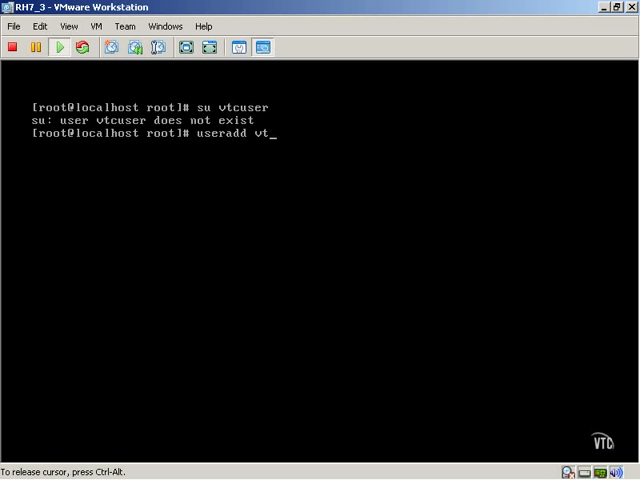 RH7_3 - VMware Workstation
File Edit View VM Team Windows Help
[root@localhost root]# su vtcuser
su: user vtcuser does not exist
[root@localhost root]# useradd vt_
VTC
To release cursor, press Ctrl-Alt.